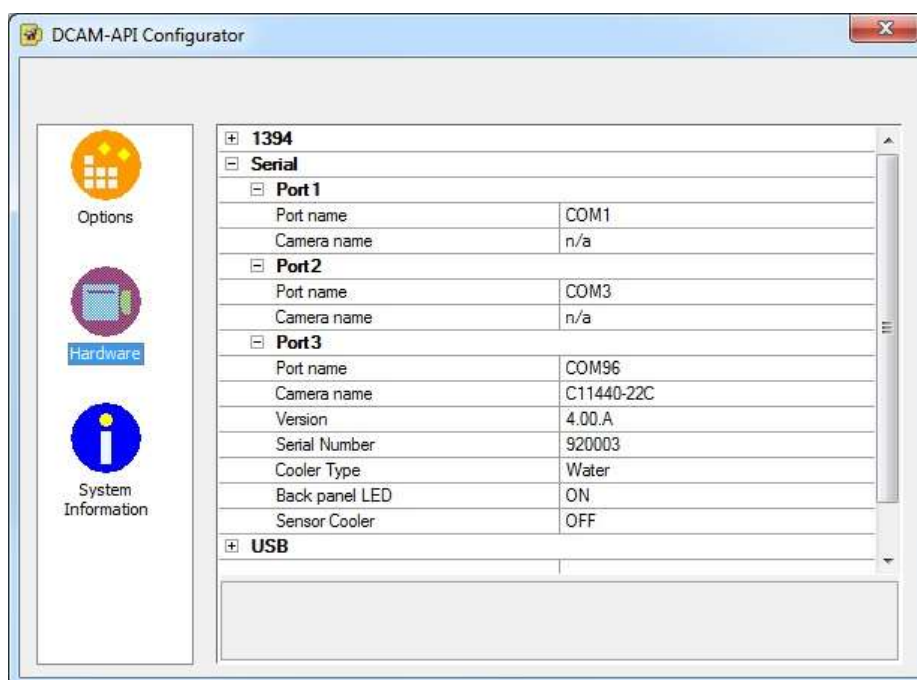 DCAM-API Configurator
Options
Hardware
System
Information
1394
Serial
Port1
Port name COM1
Camera name n/a
Port2
Port name COM3
Camera name n/a
Port3
Port name COM96
Camera name C11440-22C
Version 4.00.A
Serial Number 920003
Cooler Type Water
Back panel LED ON
Sensor Cooler OFF
USB